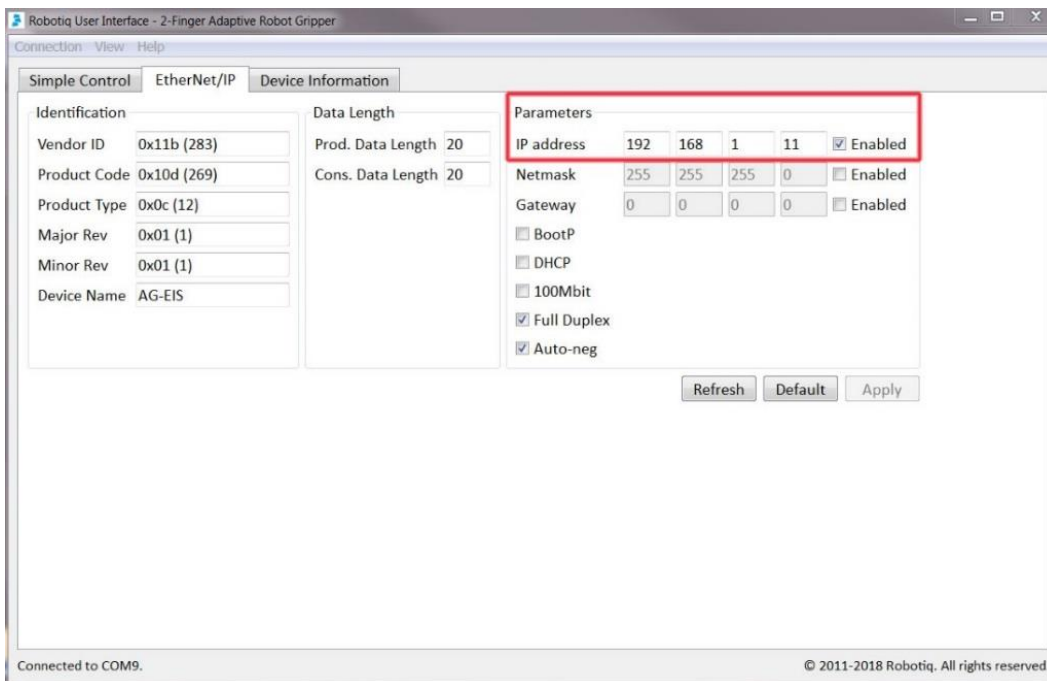 Robotiq User Interface - 2-Finger Adaptive Robot Gripper
Connection View Help
Simple Control EtherNet/IP Device Information
Identification
Vendor ID 0x11b (283)
Product Code 0x10d (269)
Product Type 0x0c (12)
Major Rev 0x01 (1)
Minor Rev 0x01 (1)
Device Name AG-EIS
Data Length
Prod. Data Length 20
Cons. Data Length 20
Parameters
IP address 192 168 1 11 Enabled
Netmask 255 255 255 0 Enabled
Gateway 0 0 0 0 Enabled
BootP
DHCP
100Mbit
Full Duplex
Auto-neg
Refresh Default Apply
Connected to COM9. © 2011-2018 Robotiq. All rights reserved